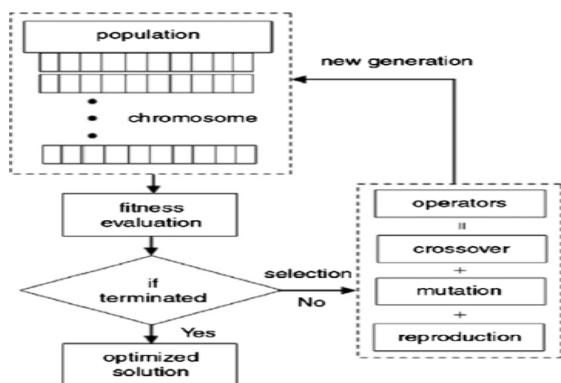 population
new generation
chromosome
fitness
evaluation
operators
=
crossover
+
mutation
+
reproduction
if
terminated
selection
No
Yes
optimized
solution